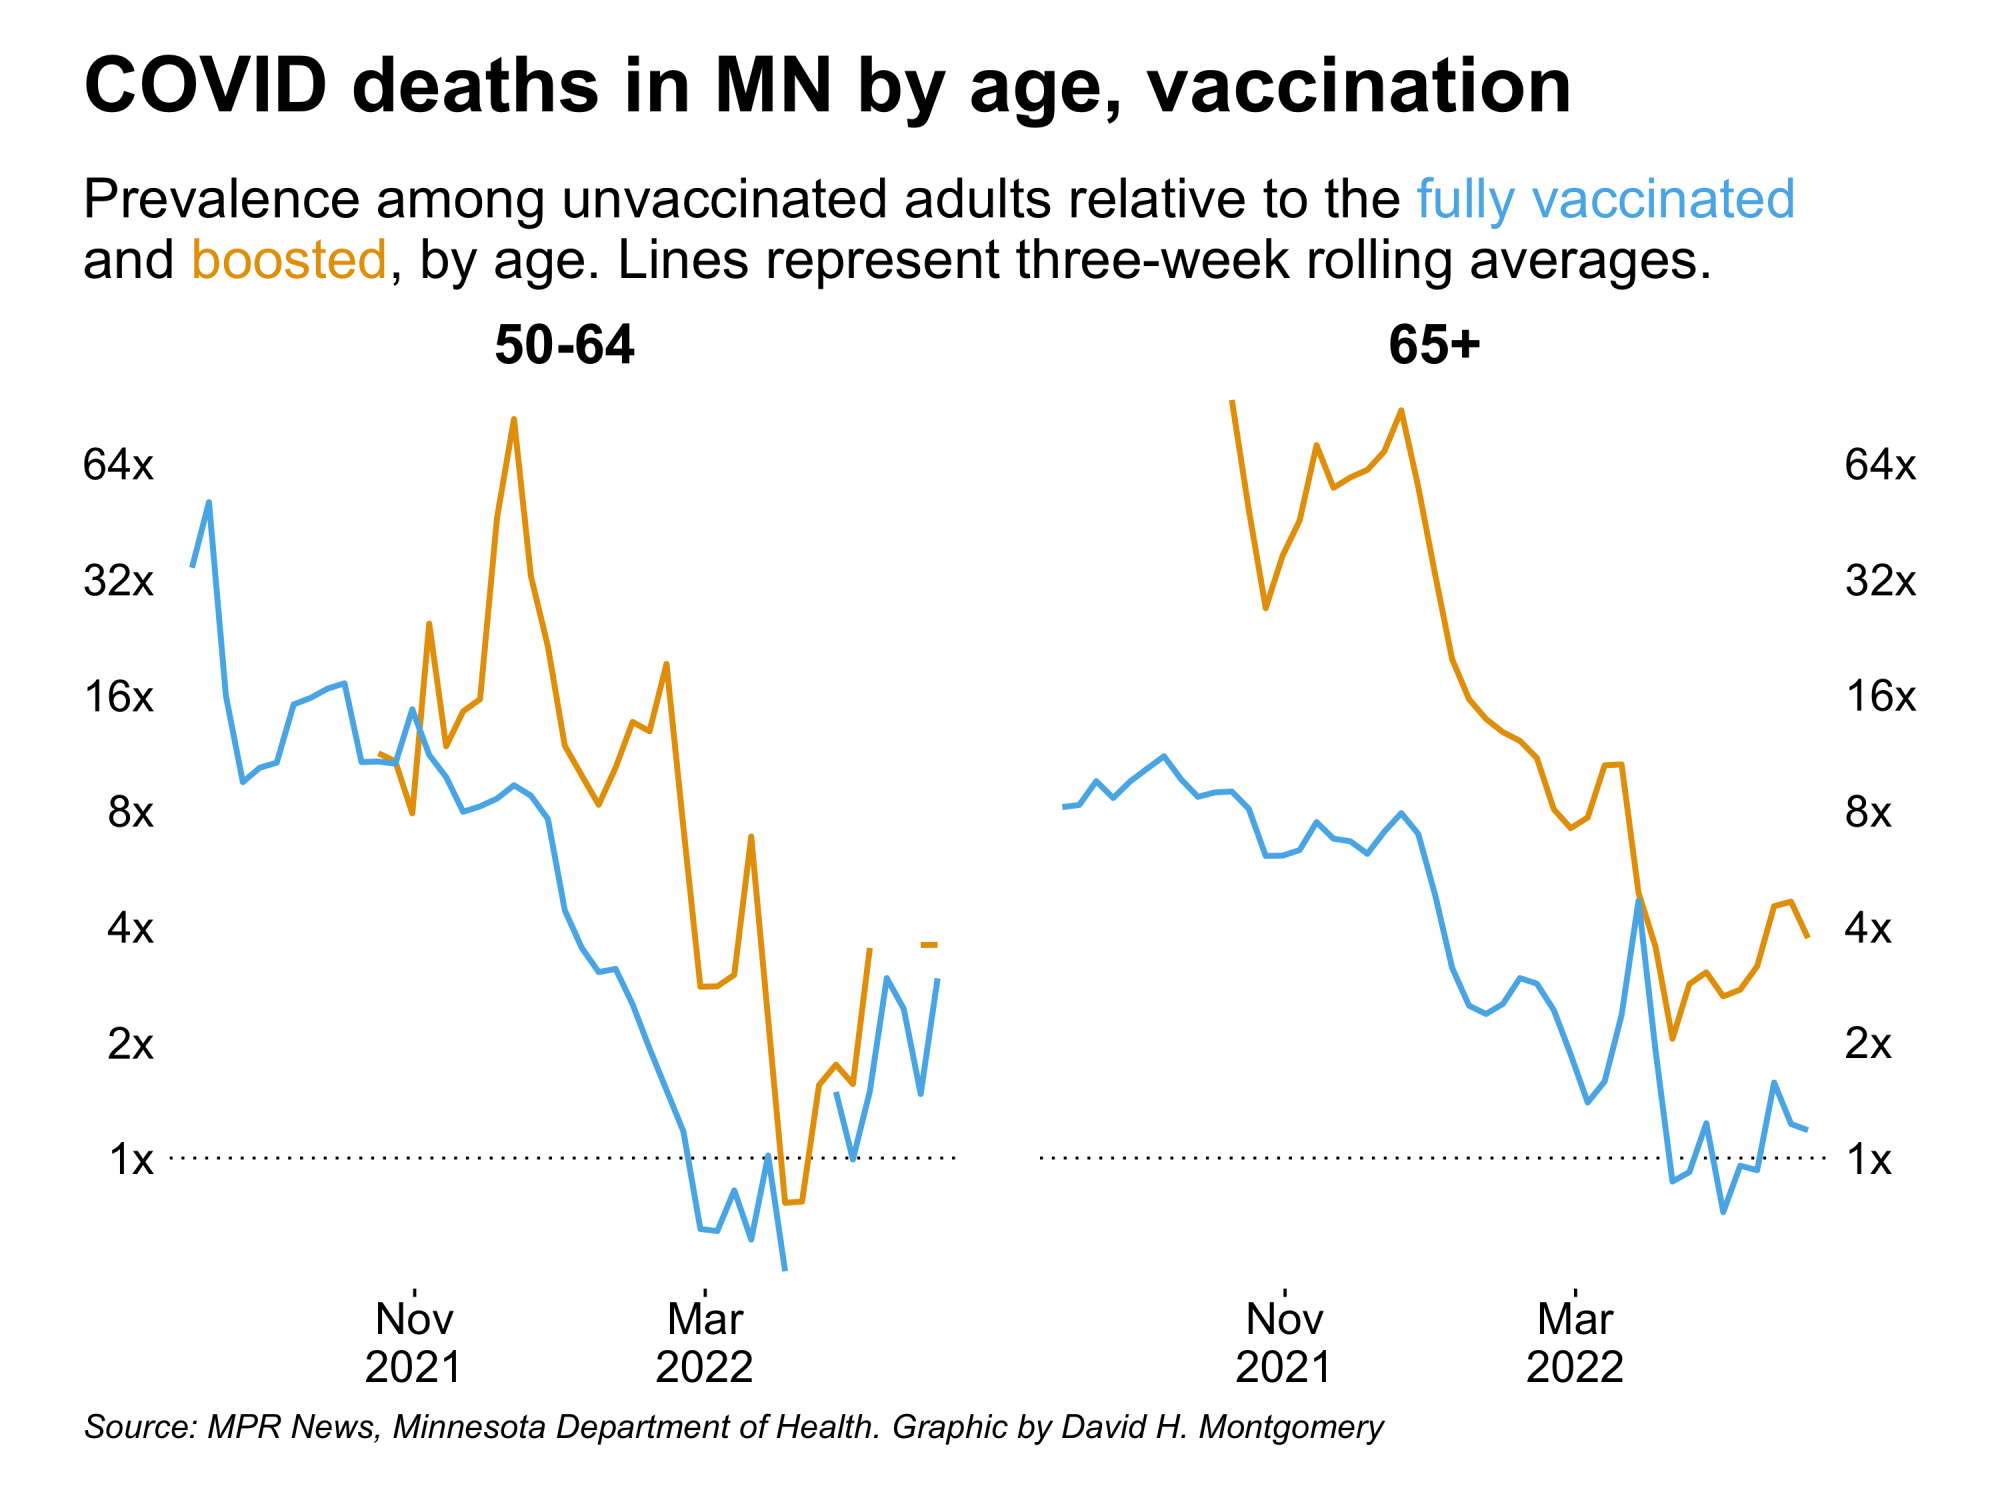 COVID deaths in MN by age, vaccination
Prevalence among unvaccinated adults relative to the fully vaccinated
and boosted, by age. Lines represent three-week rolling averages.
50-64
65+
64x
32x
16x
8x
4x
2x
1x
64x
32x
16x
8x
4x
2x
1x
Nov
2021
Mar
2022
Nov
2021
Mar
2022
Source: MPR News, Minnesota Department of Health. Graphic by David H. Montgomery